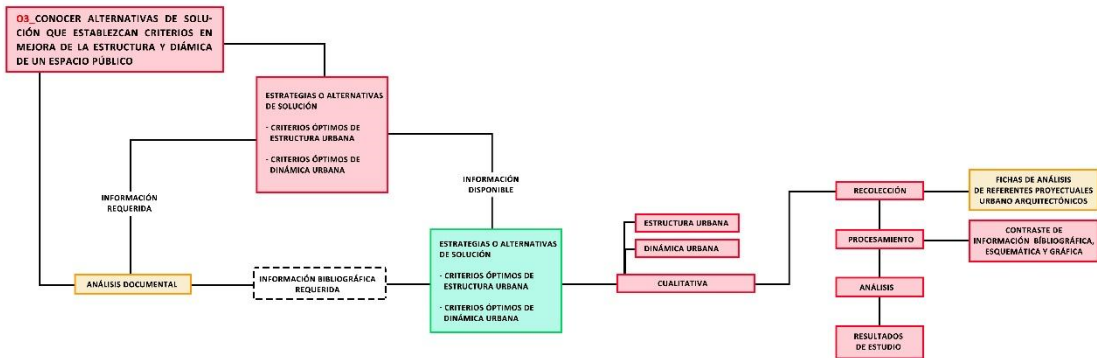 O3_CONOCER ALTERNATIVAS DE SOLU-
CIÓN QUE ESTABLEZCAN CRITERIOS EN
MEJORA DE LA ESTRUCTURA Y DIÁMICA
DE UN ESPACIO PÚBLICO
ESTRATEGIAS O ALTERNATIVAS
DE SOLUCIÓN
- CRITERIOS ÓPTIMOS DE
ESTRUCTURA URBANA
- CRITERIOS ÓPTIMOS DE
DINÁMICA URBANA
INFORMACIÓN
REQUERIDA
INFORMACIÓN
DISPONIBLE
ANÁLISIS DOCUMENTAL
INFORMACIÓN BIBLIOGRÁFICA
REQUERIDA
ESTRATEGIAS O ALTERNATIVAS
DE SOLUCIÓN
- CRITERIOS ÓPTIMOS DE
ESTRUCTURA URBANA
- CRITERIOS ÓPTIMOS DE
DINÁMICA URBANA
ESTRUCTURA URBANA
DINÁMICA URBANA
CUALITATIVA
RECOLECCIÓN
FICHAS DE ANÁLISIS
DE REFERENTES PROYECTUALES
URBANO ARQUITECTÓNICOS
PROCESAMIENTO
CONTRASTE DE
INFORMACIÓN BÍBLIOGRÁFICA,
ESQUEMÁTICA Y GRÁFICA
ANÁLISIS
RESULTADOS
DE ESTUDIO